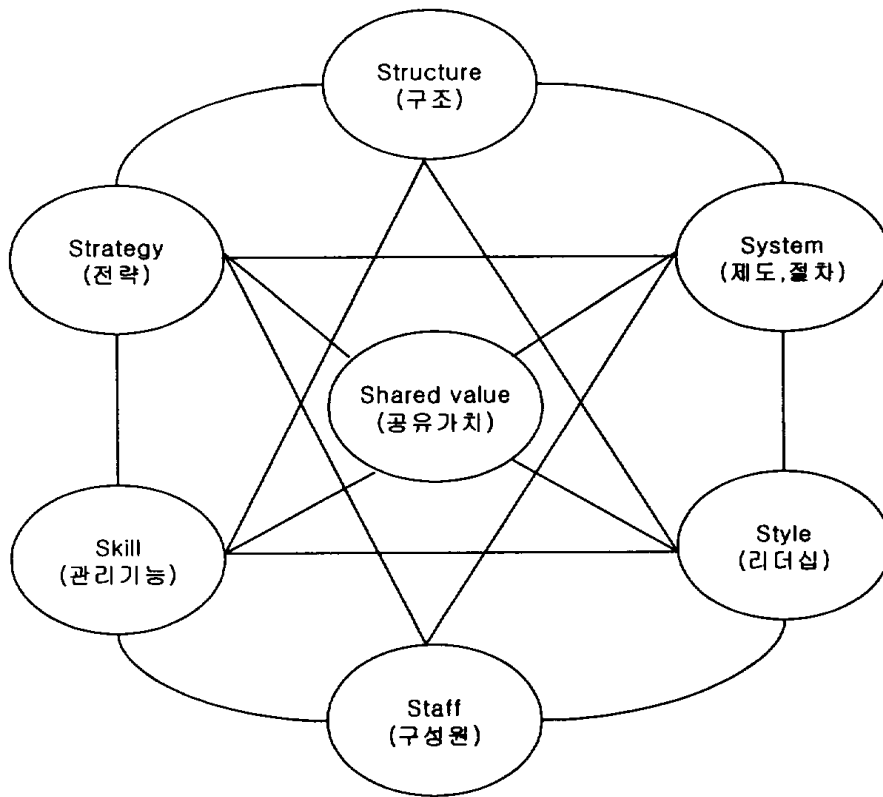 Structure
(구조)
Strategy
(전략)
System
(제도,절차)
Shared value
(공유가치)
Skill
(관리기능)
Style
(리더십)
Staff
(구성원)